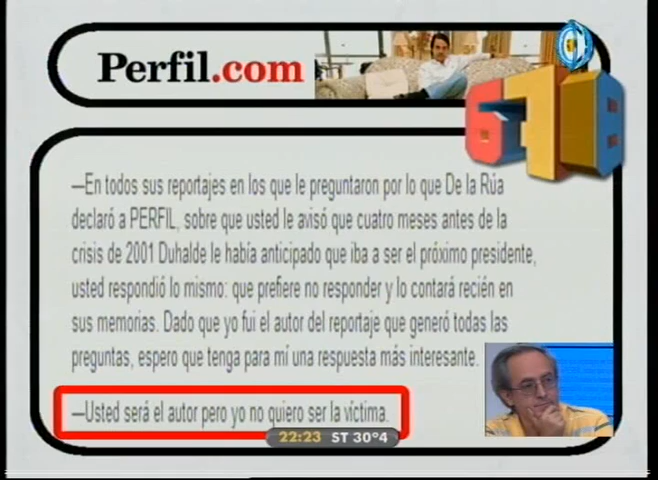 Perfil.com
678
—En todos sus reportajes en los que le preguntaron por lo que De la Rúa
declaró a PERFIL, sobre que usted le avisó que cuatro meses antes de la
crisis de 2001 Duhalde le había anticipado que iba a ser el próximo presidente,
usted respondió lo mismo: que prefiere no responder y lo contará recién en
sus memorias. Dado que yo fui el autor del reportaje que generó todas las
preguntas, espero que tenga para mí una respuesta más interesante.
—Usted será el autor pero yo no quiero ser la víctima.
22:23 ST 30°4